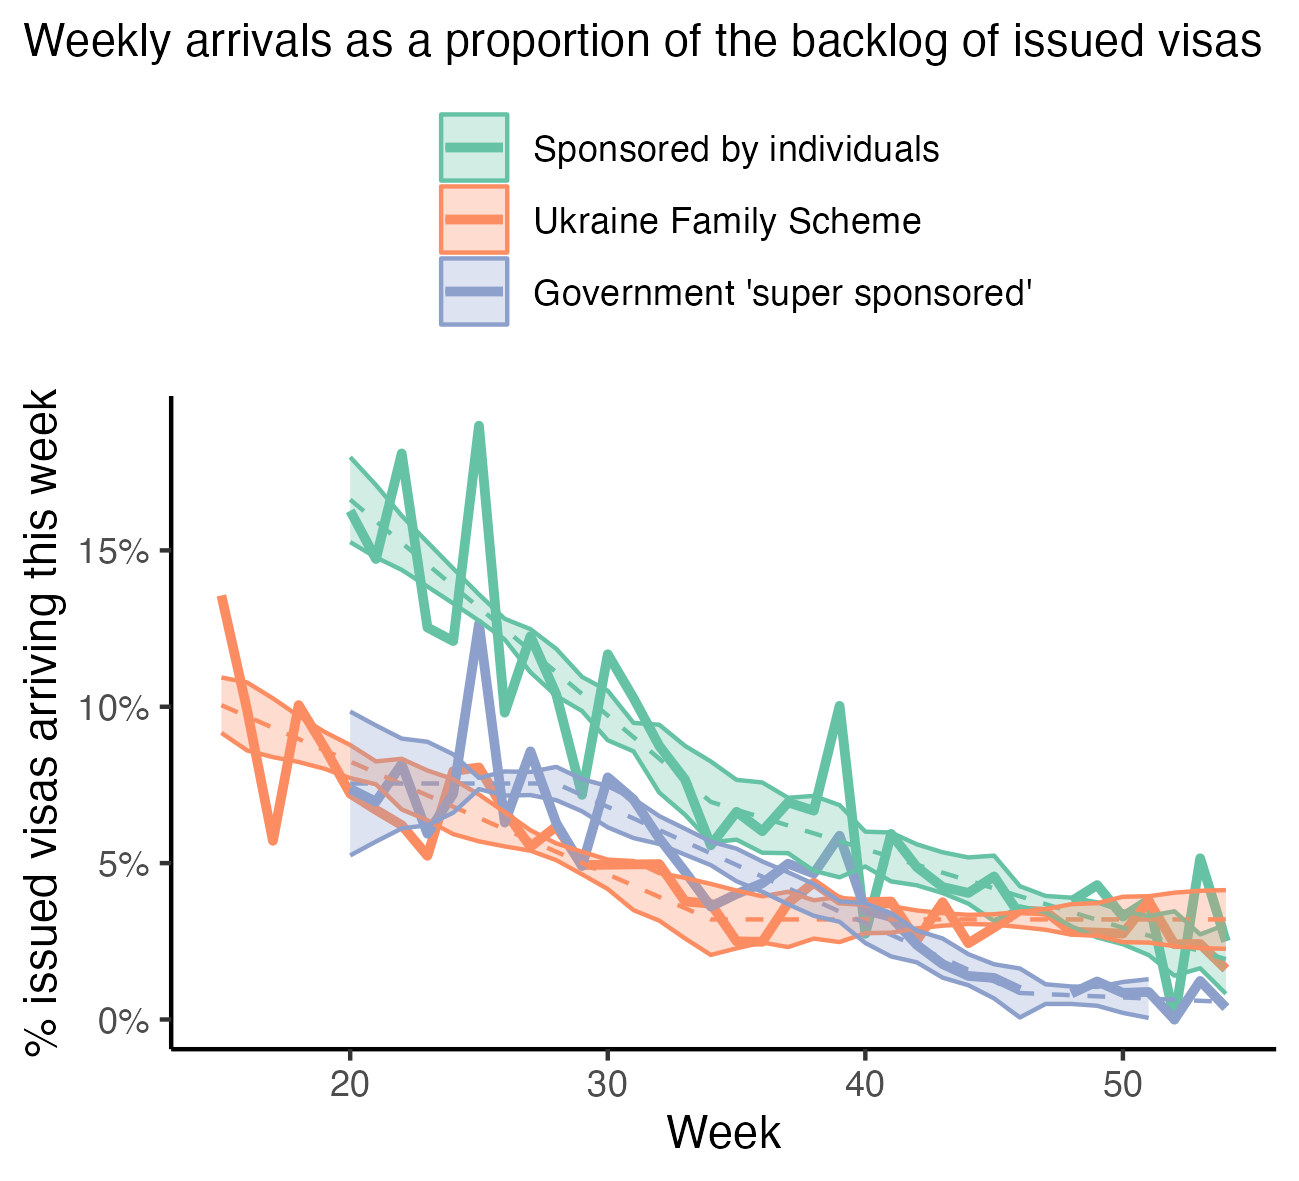 Weekly arrivals as a proportion of the backlog of issued visas
Sponsored by individuals
Ukraine Family Scheme
Government 'super sponsored'
% issued visas arriving this week
15%
10%
5%
0%
20 30 40 50
Week